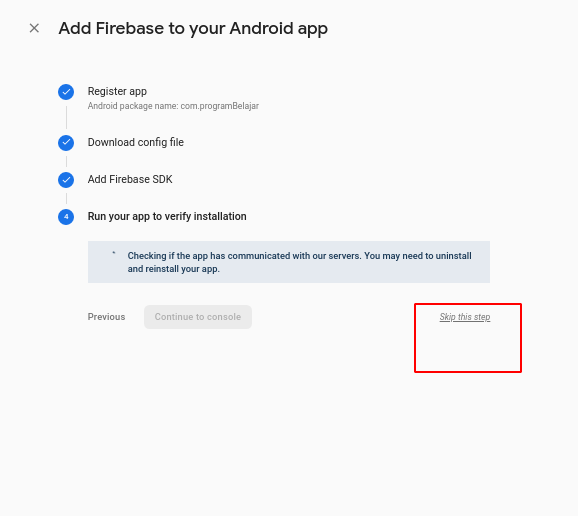 Add Firebase to your Android app
Register app
Android package name: com.programBelajar
Download config file
Add Firebase SDK
4 Run your app to verify installation
Checking if the app has communicated with our servers. You may need to uninstall
and reinstall your app.
Previous Continue to console Skip this step